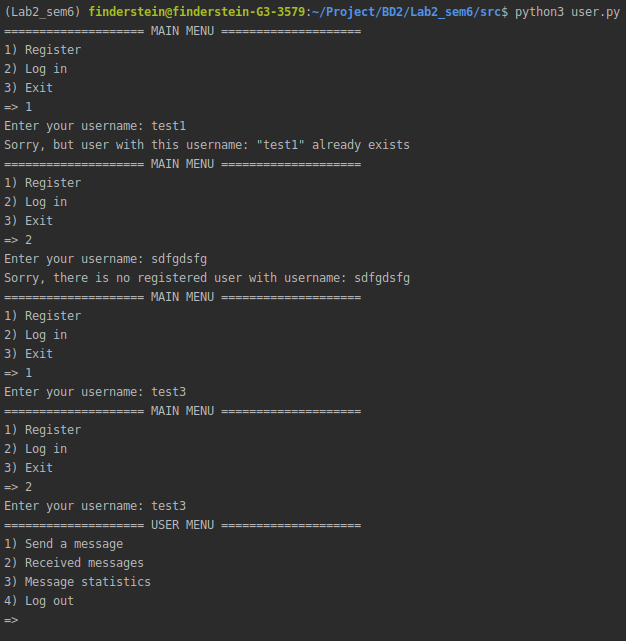 (Lab2_sem6) finderstein@finderstein-G3-3579:~/Project/BD2/Lab2_sem6/src$ python3 user.py
==================== MAIN MENU ====================
1) Register
2) Log in
3) Exit
=> 1
Enter your username: test1
Sorry, but user with this username: "test1" already exists
==================== MAIN MENU ====================
1) Register
2) Log in
3) Exit
=> 2
Enter your username: sdfgdsfg
Sorry, there is no registered user with username: sdfgdsfg
==================== MAIN MENU ====================
1) Register
2) Log in
3) Exit
=> 1
Enter your username: test3
==================== MAIN MENU ====================
1) Register
2) Log in
3) Exit
=> 2
Enter your username: test3
==================== USER MENU ====================
1) Send a message
2) Received messages
3) Message statistics
4) Log out
=>